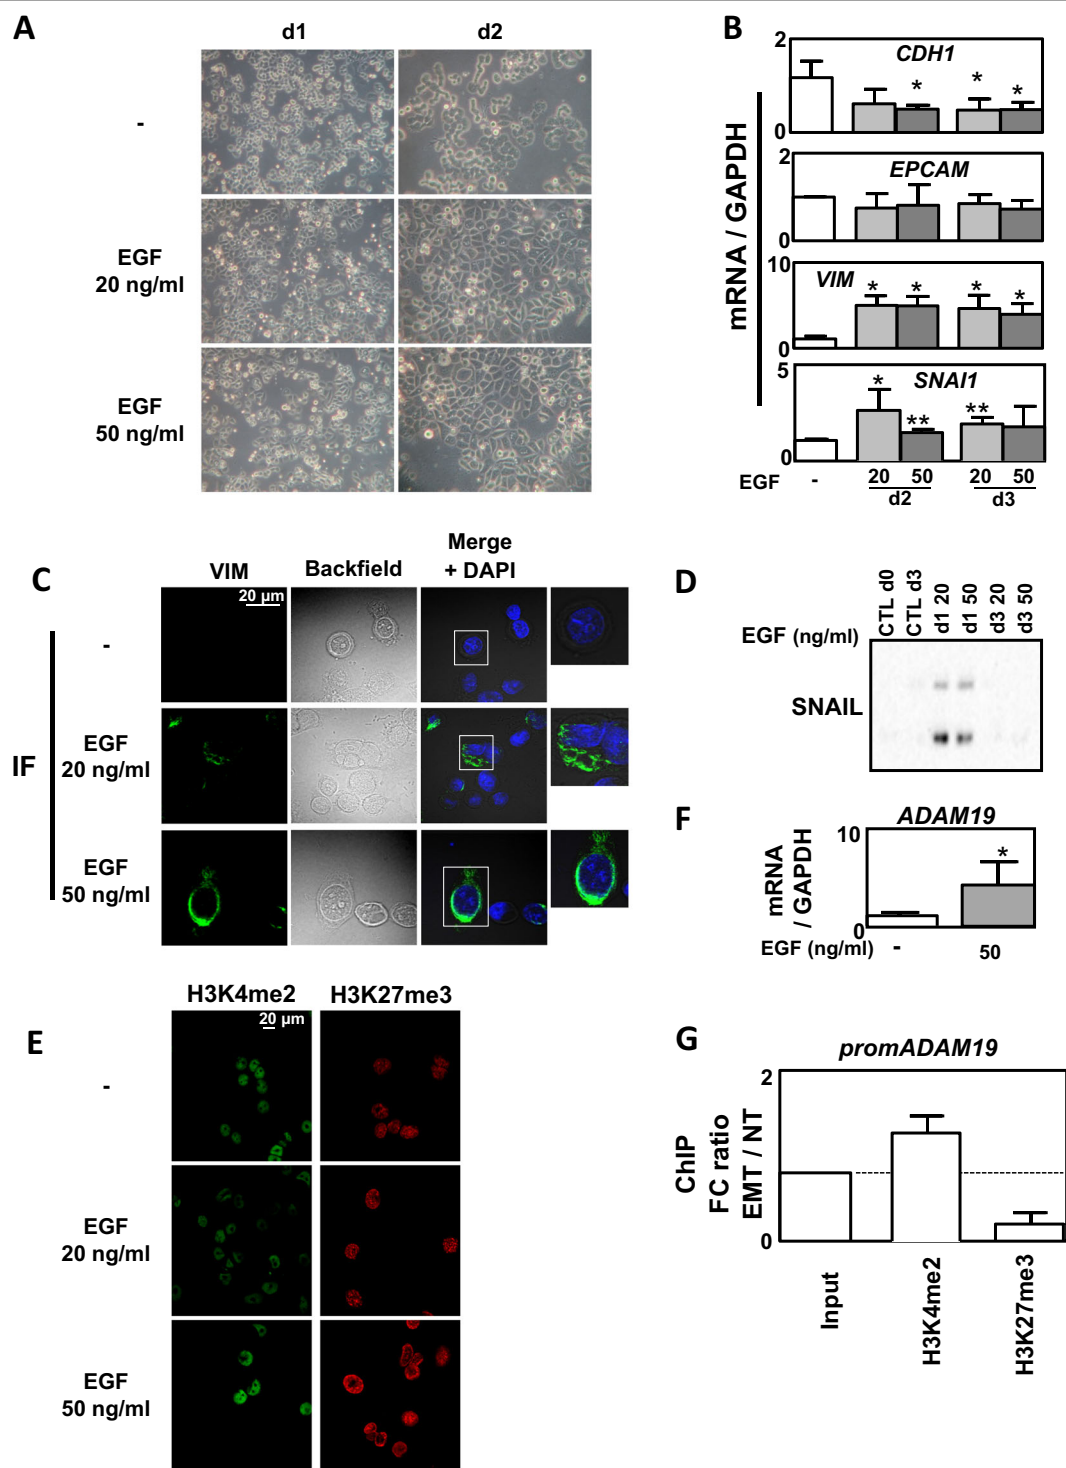 A
d1
d2
-
EGF
20 ng/ml
EGF
50 ng/ml
B
mRNA / GAPDH
2
CDH1
*
*
*
0
2
EPCAM
0
10
VIM
*
*
*
*
0
5
SNAI1
*
**
**
0
EGF
-
20
50
20
50
d2
d3
C
VIM
Backfield
Merge
+ DAPI
20 µm
IF
-
EGF
20 ng/ml
EGF
50 ng/ml
D
EGF (ng/ml)
CTL d0
CTL d3
d1 20
d1 50
d3 20
d3 50
SNAIL
E
H3K4me2
H3K27me3
20 µm
-
EGF
20 ng/ml
EGF
50 ng/ml
F
ADAM19
mRNA
/ GAPDH
10
*
0
EGF (ng/ml)
-
50
G
promADAM19
ChIP
FC ratio
EMT / NT
2
0
Input
H3K4me2
H3K27me3